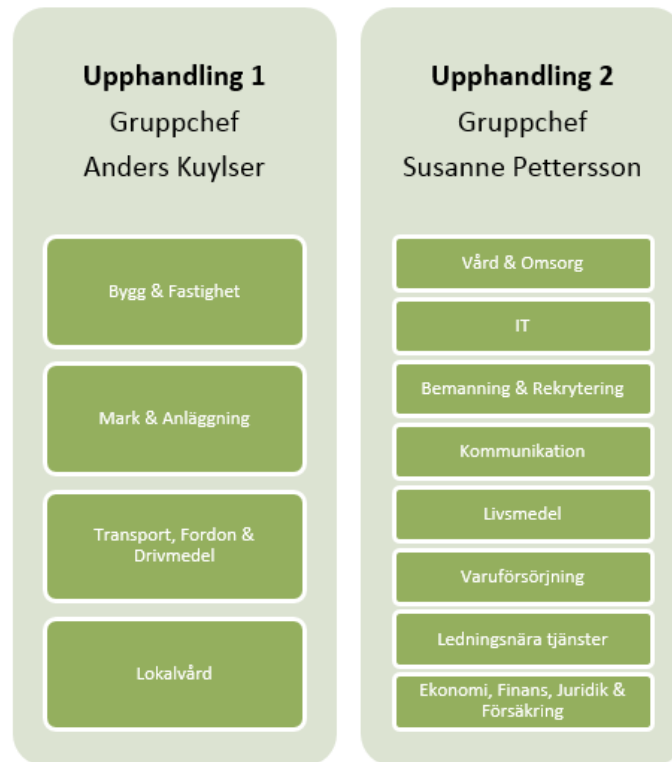 Upphandling 1
Gruppchef
Anders Kuylser
Bygg & Fastighet
Mark & Anläggning
Transport, Fordon &
Drivmedel
Lokalvård
Upphandling 2
Gruppchef
Susanne Pettersson
Vård & Omsorg
IT
Bemanning & Rekrytering
Kommunikation
Livsmedel
Varuförsörjning
Ledningsnära tjänster
Ekonomi, Finans, Juridik &
Försäkring